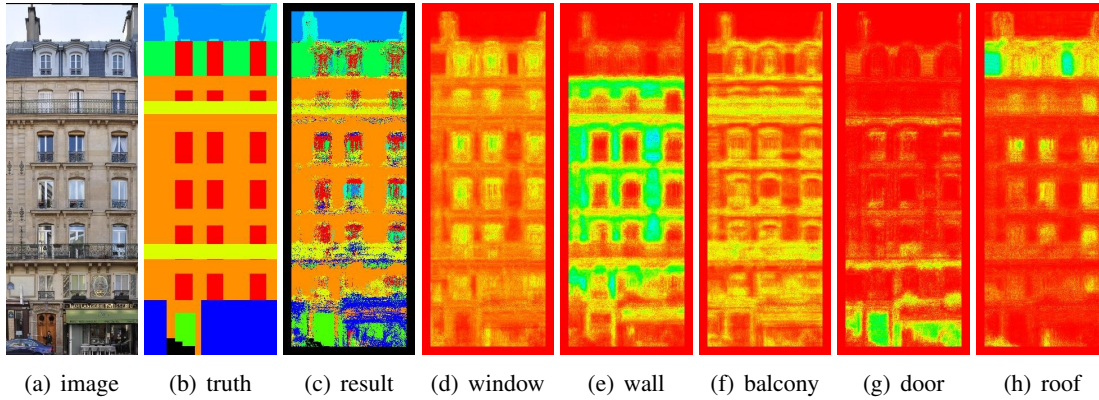 (a) image (b) truth (c) result (d) window (e) wall (f) balcony (g) door (h) roof